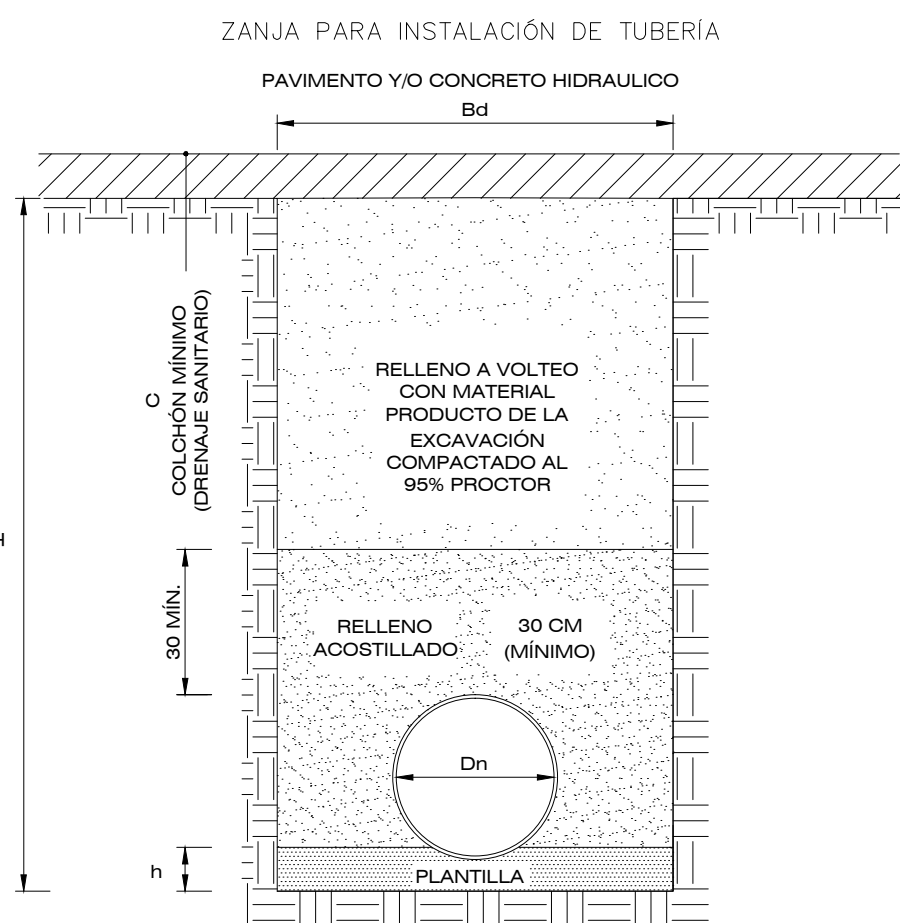 ZANJA PARA INSTALACIÓN DE TUBERÍA
PAVIMENTO Y/O CONCRETO HIDRAULICO
Bd
C
COLCHÓN MÍNIMO
(DRENAJE SANITARIO)
RELLENO A VOLTEO
CON MATERIAL
PRODUCTO DE LA
EXCAVACIÓN
COMPACTADO AL
95% PROCTOR
H
30 MÍN.
RELLENO
ACOSTILLADO
30 CM
(MÍNIMO)
Dn
h
PLANTILLA